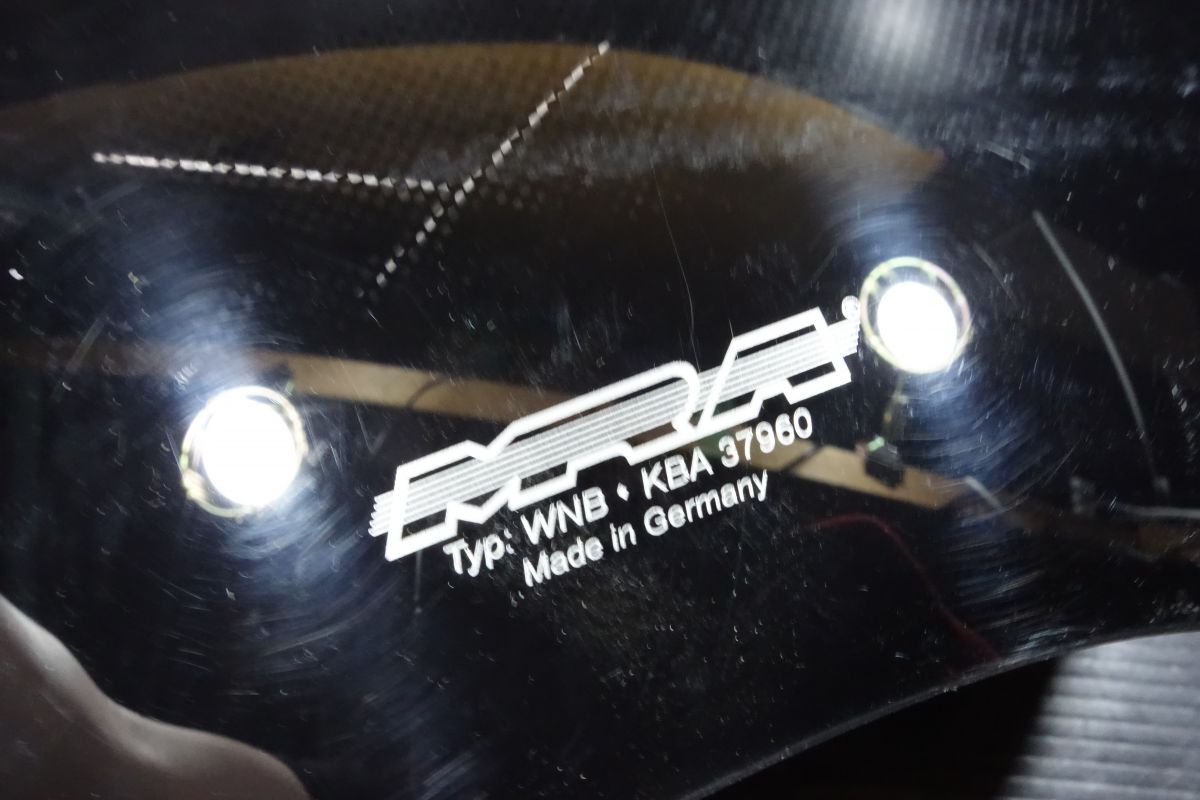 MRA®
Typ: WNB ♦ KBA 37960
Made in Germany